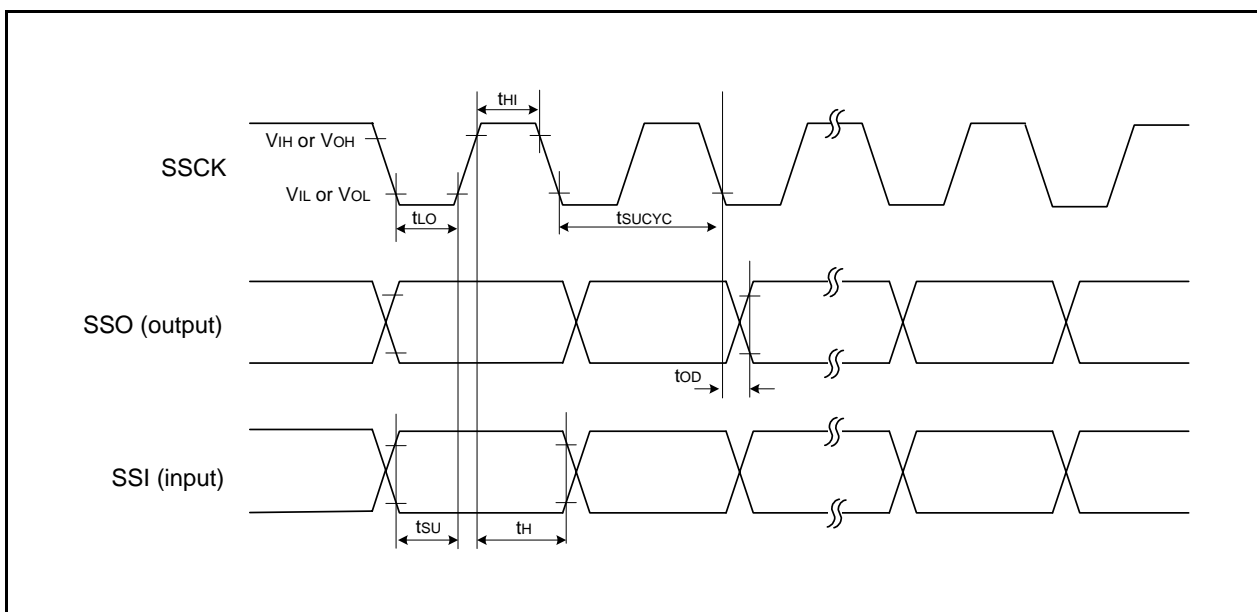 tHI
VIH or VOH
SSCK
VIL or VOL
tLO
tSUCYC
SSO (output)
tOD
SSI (input)
tSU
tH